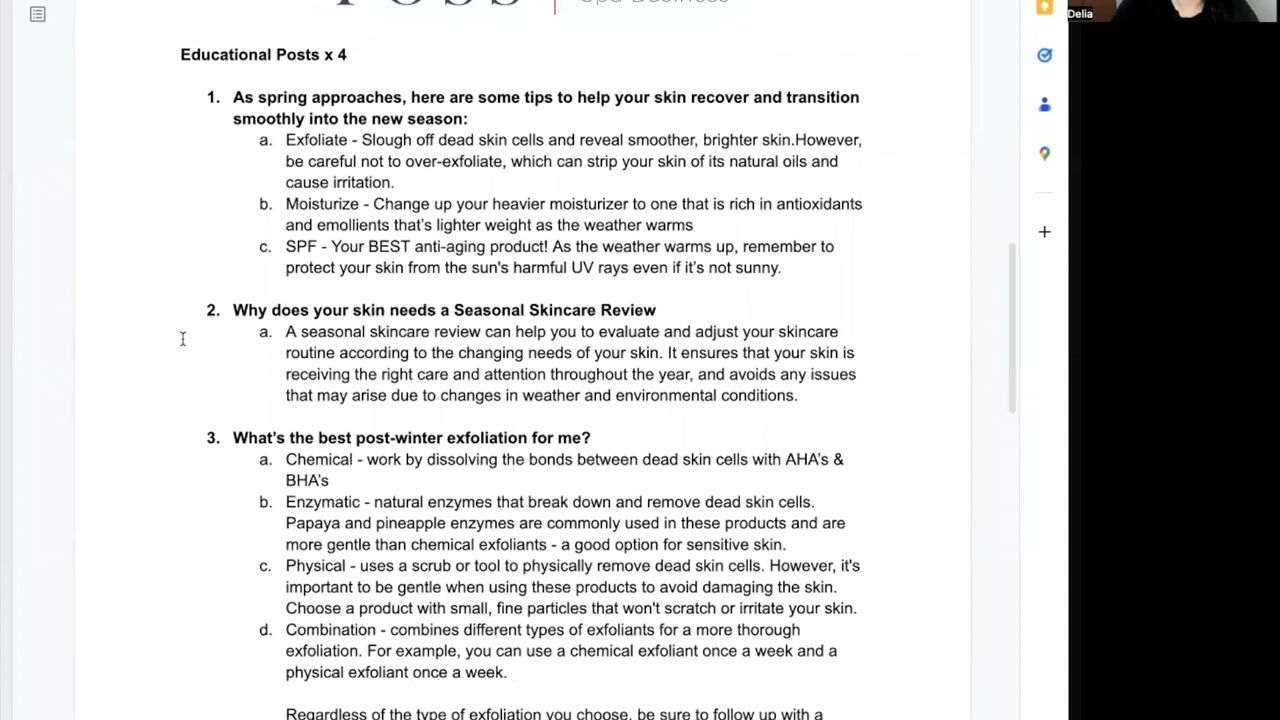 Spa Business
Delia
Educational Posts x 4
1. As spring approaches, here are some tips to help your skin recover and transition
smoothly into the new season:
a. Exfoliate - Slough off dead skin cells and reveal smoother, brighter skin.However,
be careful not to over-exfoliate, which can strip your skin of its natural oils and
cause irritation.
b. Moisturize - Change up your heavier moisturizer to one that is rich in antioxidants
and emollients that’s lighter weight as the weather warms
c. SPF - Your BEST anti-aging product! As the weather warms up, remember to
protect your skin from the sun's harmful UV rays even if it’s not sunny.
2. Why does your skin needs a Seasonal Skincare Review
a. A seasonal skincare review can help you to evaluate and adjust your skincare
routine according to the changing needs of your skin. It ensures that your skin is
receiving the right care and attention throughout the year, and avoids any issues
that may arise due to changes in weather and environmental conditions.
3. What’s the best post-winter exfoliation for me?
a. Chemical - work by dissolving the bonds between dead skin cells with AHA’s &
BHA’s
b. Enzymatic - natural enzymes that break down and remove dead skin cells.
Papaya and pineapple enzymes are commonly used in these products and are
more gentle than chemical exfoliants - a good option for sensitive skin.
c. Physical - uses a scrub or tool to physically remove dead skin cells. However, it's
important to be gentle when using these products to avoid damaging the skin.
Choose a product with small, fine particles that won't scratch or irritate your skin.
d. Combination - combines different types of exfoliants for a more thorough
exfoliation. For example, you can use a chemical exfoliant once a week and a
physical exfoliant once a week.
Regardless of the type of exfoliation you choose, be sure to follow up with a